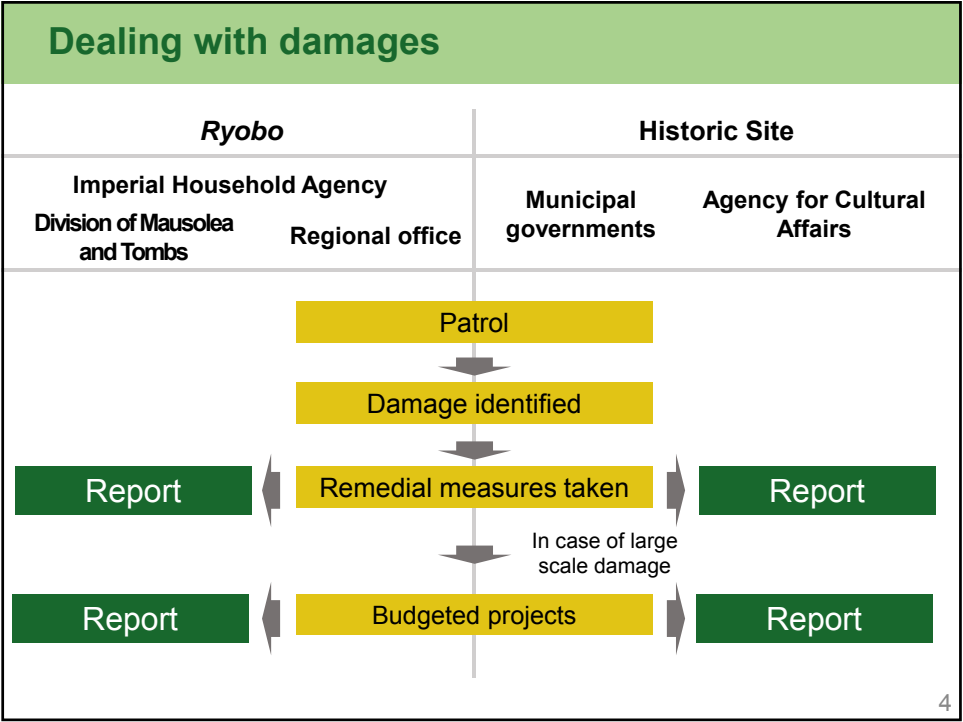 Dealing with damages
Ryobo
Historic Site
Imperial Household Agency
Division of Mausolea
and Tombs
Regional office
Municipal
governments
Agency for Cultural
Affairs
Patrol
Damage identified
Report
Remedial measures taken
Report
In case of large
scale damage
Report
Budgeted projects
Report
4